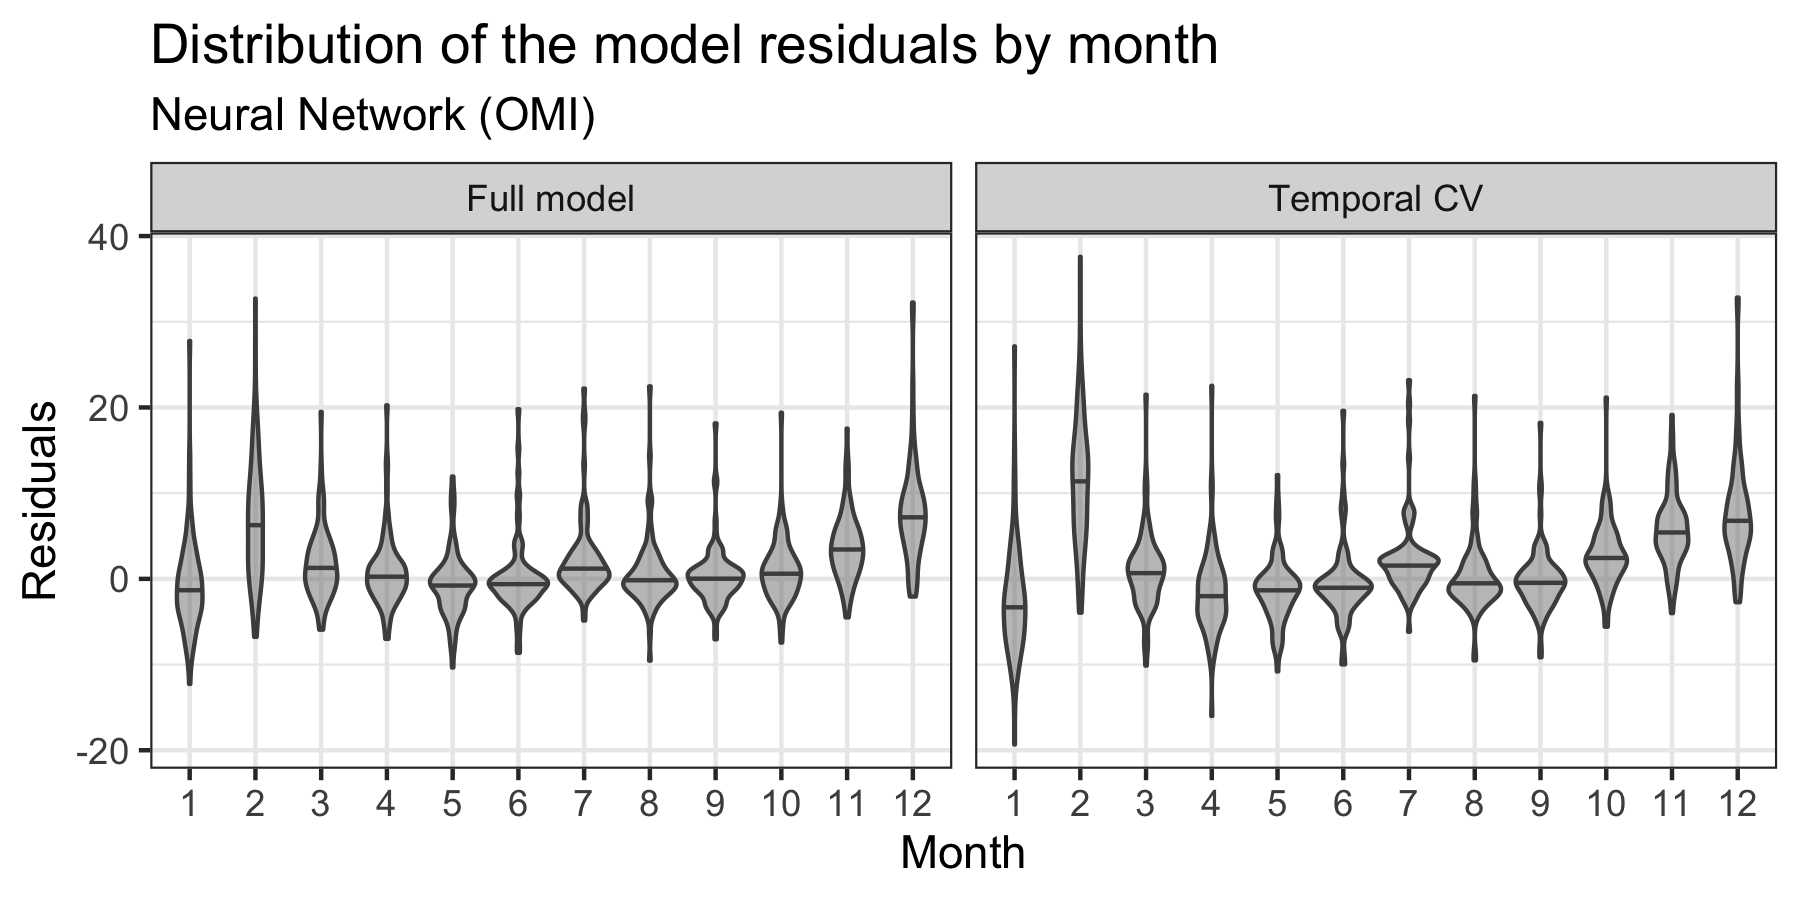 Distribution of the model residuals by month
Neural Network (OMI)
Full model
Temporal CV
Residuals
40
20
0
-20
1 2 3 4 5 6 7 8 9 10 11 12
1 2 3 4 5 6 7 8 9 10 11 12
Month